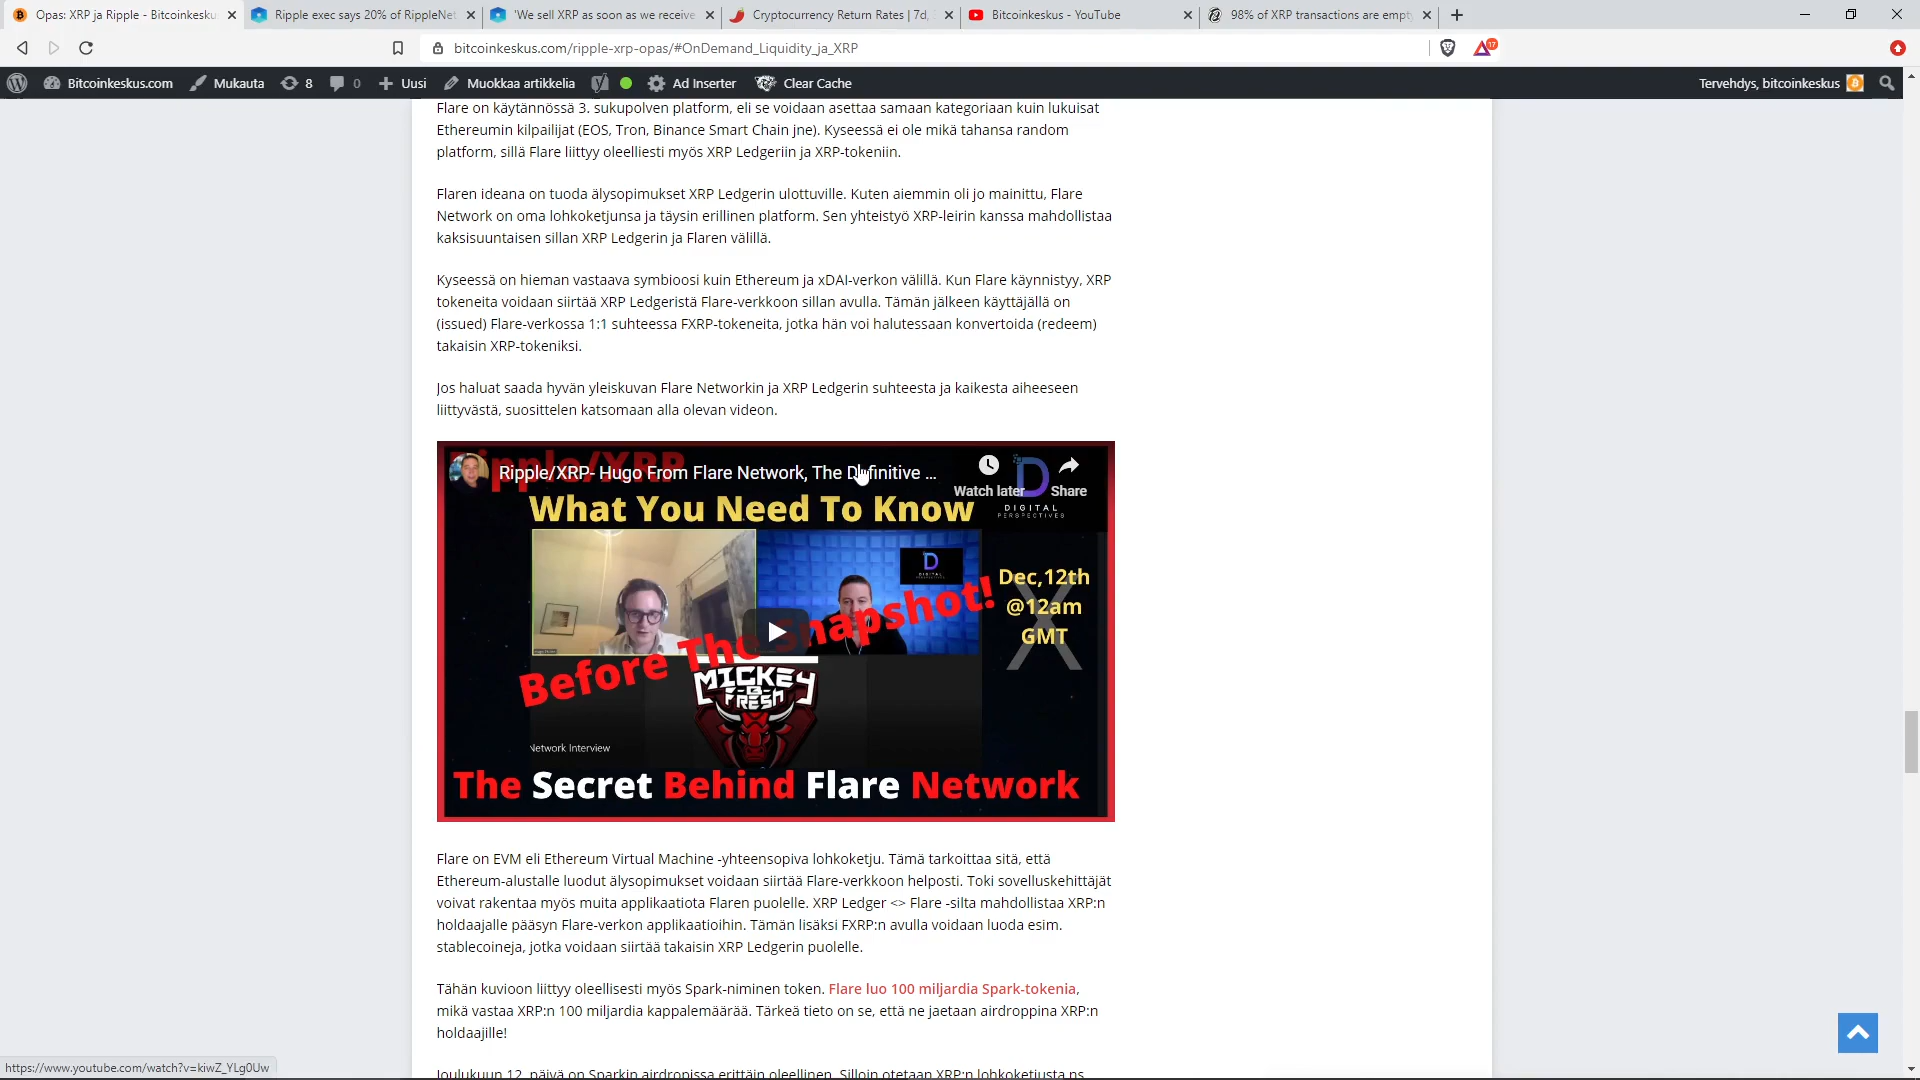 Opas: XRP ja Ripple - Bitcoinkesku
Ripple exec says 20% of RippleNet
'We sell XRP as soon as we receive
Cryptocurrency Return Rates | 7d,
Bitcoinkeskus - YouTube
98% of XRP transactions are empty
bitcoinkeskus.com/ripple-xrp-opas/#OnDemand_Liquidity_ja_XRP
17
Bitcoinkeskus.com
Mukauta
8
0
Uusi
Muokkaa artikkelia
Ad Inserter
Clear Cache
Tervehdys, bitcoinkeskus
Flare on käytännössä 3. sukupolven platform, eli se voidaan asettaa samaan kategoriaan kuin lukuisat
Ethereumin kilpailijat (EOS, Tron, Binance Smart Chain jne). Kyseessä ei ole mikä tahansa random
platform, sillä Flare liittyy oleelliesti myös XRP Ledgeriin ja XRP-tokeniin.
Flaren ideana on tuoda älysopimukset XRP Ledgerin ulottuville. Kuten aiemmin oli jo mainittu, Flare
Network on oma lohkoketjunsa ja täysin erillinen platform. Sen yhteistyö XRP-leirin kanssa mahdollistaa
kaksisuuntaisen sillan XRP Ledgerin ja Flaren välillä.
Kyseessä on hieman vastaava symbioosi kuin Ethereum ja xDAI-verkon välillä. Kun Flare käynnistyy, XRP
tokeneita voidaan siirtää XRP Ledgeristä Flare-verkkoon sillan avulla. Tämän jälkeen käyttäjällä on
(issued) Flare-verkossa 1:1 suhteessa FXRP-tokeneita, jotka hän voi halutessaan konvertoida (redeem)
takaisin XRP-tokeniksi.
Jos haluat saada hyvän yleiskuvan Flare Networkin ja XRP Ledgerin suhteesta ja kaikesta aiheeseen
liittyvästä, suosittelen katsomaan alla olevan videon.
Ripple/XRP
Ripple/XRP- Hugo From Flare Network, The Definitive ...
Watch later
Share
What You Need To Know
DIGITAL
PERSPECTIVES
Dec,12th
@12am
GMT
Before The Snapshot!
MICKEY
B
FRESH
Network Interview
The Secret Behind Flare Network
Flare on EVM eli Ethereum Virtual Machine -yhteensopiva lohkoketju. Tämä tarkoittaa sitä, että
Ethereum-alustalle luodut älysopimukset voidaan siirtää Flare-verkkoon helposti. Toki sovelluskehittäjät
voivat rakentaa myös muita applikaatiota Flaren puolelle. XRP Ledger <> Flare -silta mahdollistaa XRP:n
holdaajalle pääsyn Flare-verkon applikaatioihin. Tämän lisäksi FXRP:n avulla voidaan luoda esim.
stablecoineja, jotka voidaan siirtää takaisin XRP Ledgerin puolelle.
Tähän kuvioon liittyy oleellisesti myös Spark-niminen token. Flare luo 100 miljardia Spark-tokenia,
mikä vastaa XRP:n 100 miljardia kappalemäärää. Tärkeä tieto on se, että ne jaetaan airdroppina XRP:n
holdaajille!
Joulukuun 12. päivä on Sparkin airdropissa erittäin oleellinen. Silloin otetaan XRP:n lohkoketjusta ns.
https://www.youtube.com/watch?v=kiwZ_YLg0Uw